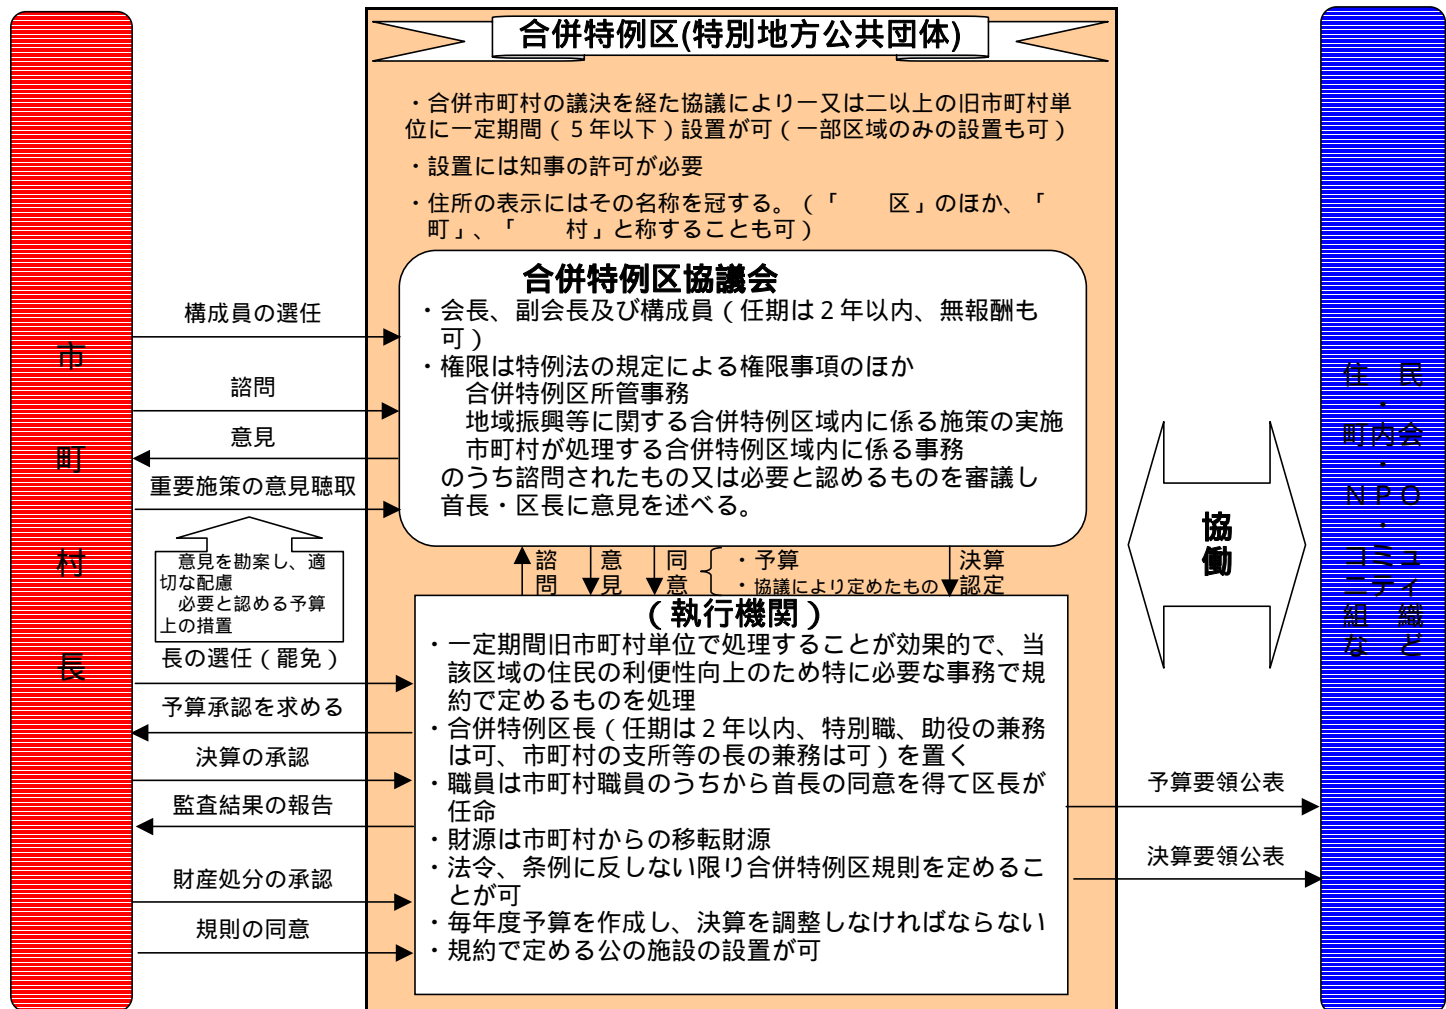 合併特例区(特別地方公共団体)
・合併市町村の議決を経た協議により一又は二以上の旧市町村単
位に一定期間（５年以下）設置が可（一部区域のみの設置も可）
・設置には知事の許可が必要
・住所の表示にはその名称を冠する。（「　　区」のほか、「
町」、「　　村」と称することも可）
合併特例区協議会
・会長、副会長及び構成員（任期は２年以内、無報酬も
可）
・権限は特例法の規定による権限事項のほか
合併特例区所管事務
地域振興等に関する合併特例区域内に係る施策の実施
市町村が処理する合併特例区域内に係る事務
のうち諮問されたもの又は必要と認めるものを審議し
首長・区長に意見を述べる。
市町村長
構成員の選任
諮問
意見
重要施策の意見聴取
意見を勘案し、適
切な配慮
必要と認める予算
上の措置
長の選任（罷免）
予算承認を求める
決算の承認
監査結果の報告
財産処分の承認
規則の同意
諮問
意見
同意
・予算
・協議により定めたもの
決算
認定
（執行機関）
・一定期間旧市町村単位で処理することが効果的で、当
該区域の住民の利便性向上のため特に必要な事務で規
約で定めるものを処理
・合併特例区長（任期は２年以内、特別職、助役の兼務
は可、市町村の支所等の長の兼務は可）を置く
・職員は市町村職員のうちから首長の同意を得て区長が
任命
・財源は市町村からの移転財源
・法令、条例に反しない限り合併特例区規則を定めるこ
とが可
・毎年度予算を作成し、決算を調整しなければならない
・規約で定める公の施設の設置が可
協働
予算要領公表
決算要領公表
住　民
・
町内会
・
ＮＰＯ
・
コミュ
ニティ
組　織
な　ど